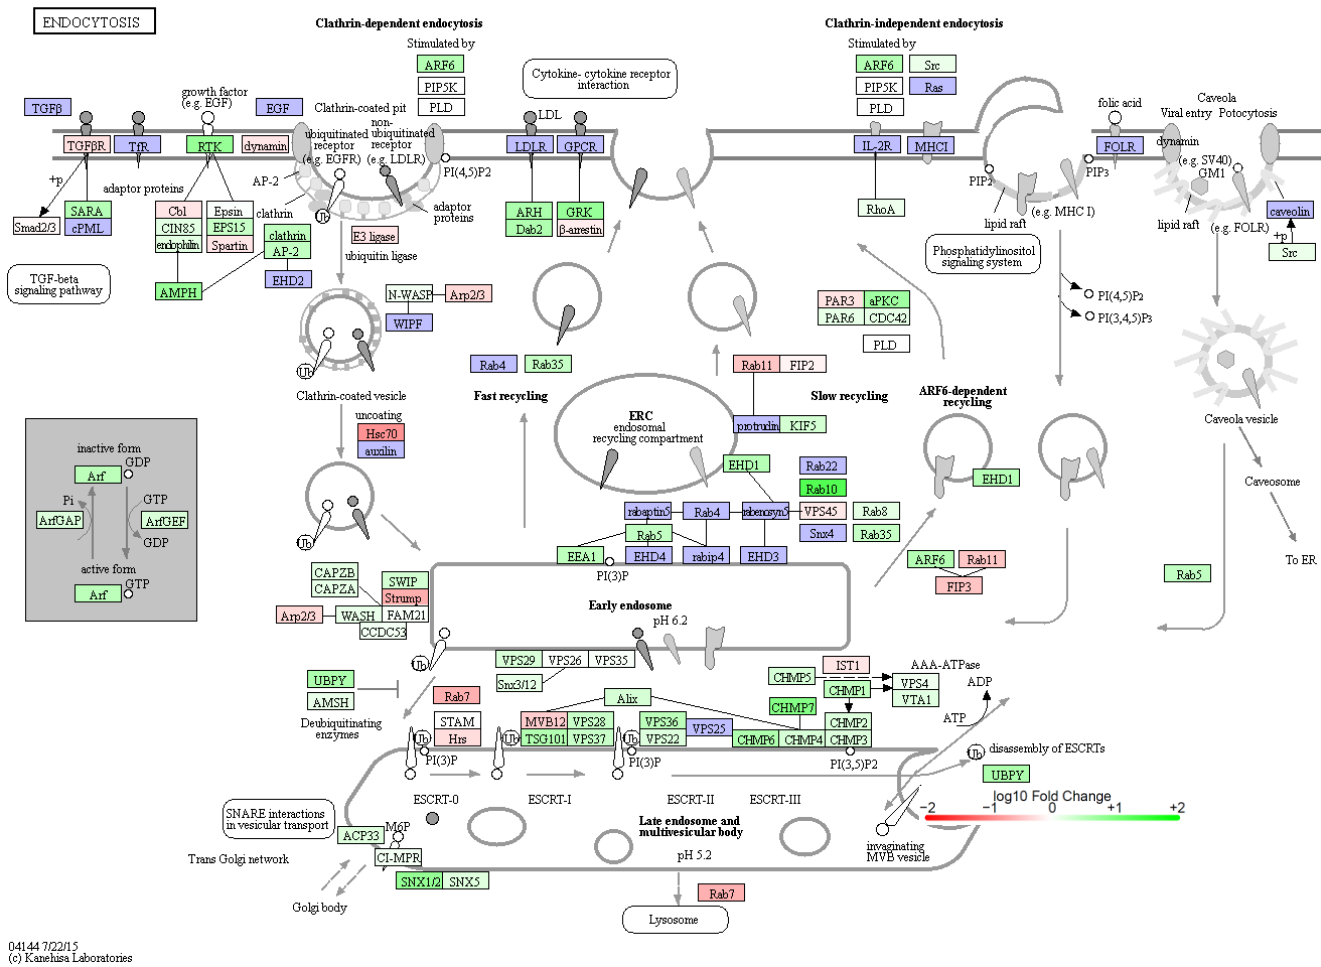 ENDOCYTOSIS
Clathrin-dependent endocytosis
Clathrin-independent endocytosis
Stimulated by
ARF6
PIP5K
PLD
Cytokine- cytokine receptor
interaction
Stimulated by
ARF6
Src
PIP5K
Ras
PLD
TGFβ
growth factor
(e.g. EGF)
EGF
Clathrin-coated pit
LDL
folic acid
Caveola
Viral entry
Potocytosis
TGFβR
TfR
RTK
dynamin
ubiquitinated
receptor
(e.g. EGFR)
non-
ubiquitinated
receptor
(e.g. LDLR)
LDLR
GPCR
IL-2R
MHCI
FOLR
dynamin
(e.g. SV40)
GM1
+p
adaptor proteins
AP-2
PI(4,5)P2
PIP2
PIP3
Smad2/3
SARA
cPML
Cbl
CIN85
endophilin
Epsin
EPS15
Spartin
clathrin
Ub
adaptor
proteins
ARH
Dab2
GRK
β-arrestin
RhoA
lipid raft
(e.g. MHC I)
lipid raft
(e.g. FOLR)
caveolin
+p
Src
clathrin
AP-2
EHD2
AMPH
E3 ligase
ubiquitin ligase
TGF-beta
signaling pathway
Phosphatidylinositol
signaling system
N-WASP
Arp2/3
WIPF
PAR3
aPKC
PAR6
CDC42
PLD
PI(4,5)P2
PI(3,4,5)P3
Ub
Clathrin-coated vesicle
Rab4
Rab35
Fast recycling
Rab11
FIP2
Slow recycling
ARF6-dependent
recycling
Caveola vesicle
uncoating
Hsc70
auxilin
ERC
endosomal
recycling compartment
protrudin
KIF5
EHD1
Rab22
Rab10
EHD1
Caveosome
To ER
inactive form
Arf
GDP
Pi
GTP
ArfGAP
ArfGEF
GDP
active form
GTP
Arf
Ub
rabaptin5
Rab4
rabenosyn5
VPS45
Rab8
Rab5
Snx4
Rab35
EEA1
EHD4
rabip4
EHD3
PI(3)P
ARF6
Rab11
FIP3
Rab5
CAPZB
CAPZA
SWIP
Strump
Arp2/3
WASH
FAM21
CCDC53
Early endosome
pH 6.2
Ub
VPS29
VPS26
VPS35
Snx3/12
UBPY
AMSH
Deubiquitinating
enzymes
Rab7
STAM
Hrs
Ub
PI(3)P
Alix
MVB12
VPS28
TSG101
VPS37
Ub
VPS36
VPS22
VPS25
Ub
PI(3)P
CHMP7
CHMP6
CHMP4
CHMP3
CHMP2
CHMP5
CHMP1
IST1
AAA-ATPase
VPS4
VTA1
ADP
ATP
PI(3,5)P2
Ub
disassembly of ESCRTs
UBPY
ESCRT-0
ESCRT-I
ESCRT-II
ESCRT-III
log10 Fold Change
−2
−1
0
+1
+2
SNARE interactions
in vesicular transport
ACP33
M6P
CI-MPR
SNX1/2
SNX5
Trans Golgi network
Golgi body
Late endosome and
multivesicular body
pH 5.2
invaginating
MVB vesicle
Rab7
Lysosome
04144 7/22/15
(c) Kanehisa Laboratories